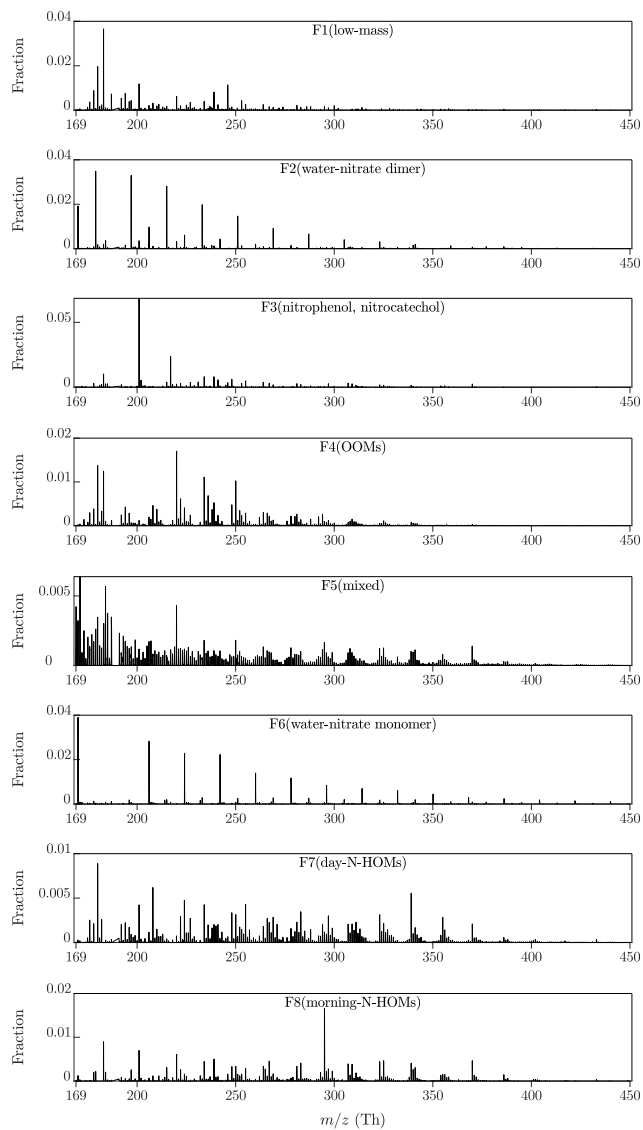 F1(low-mass)
0.04
0.02
0
Fraction
169 200 250 300 350 400 450
F2(water-nitrate dimer)
0.04
0.02
0
Fraction
169 200 250 300 350 400 450
F3(nitrophenol, nitrocatechol)
0.05
0
Fraction
169 200 250 300 350 400 450
F4(OOMs)
0.02
0.01
0
Fraction
169 200 250 300 350 400 450
F5(mixed)
0.005
0
Fraction
169 200 250 300 350 400 450
F6(water-nitrate monomer)
0.04
0.02
0
Fraction
169 200 250 300 350 400 450
F7(day-N-HOMs)
0.01
0.005
0
Fraction
169 200 250 300 350 400 450
F8(morning-N-HOMs)
0.02
0.01
0
Fraction
169 200 250 300 350 400 450
m/z (Th)